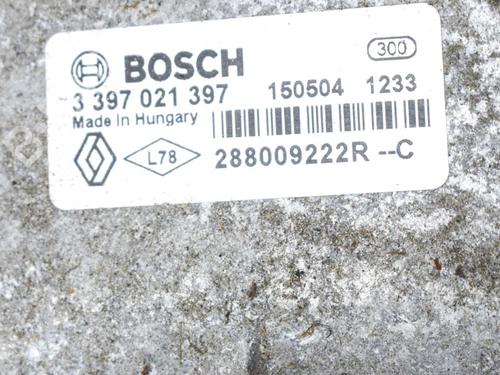 BOSCH
300
3 397 021 397 150504 1233
Made In Hungary
L78
288009222R --C